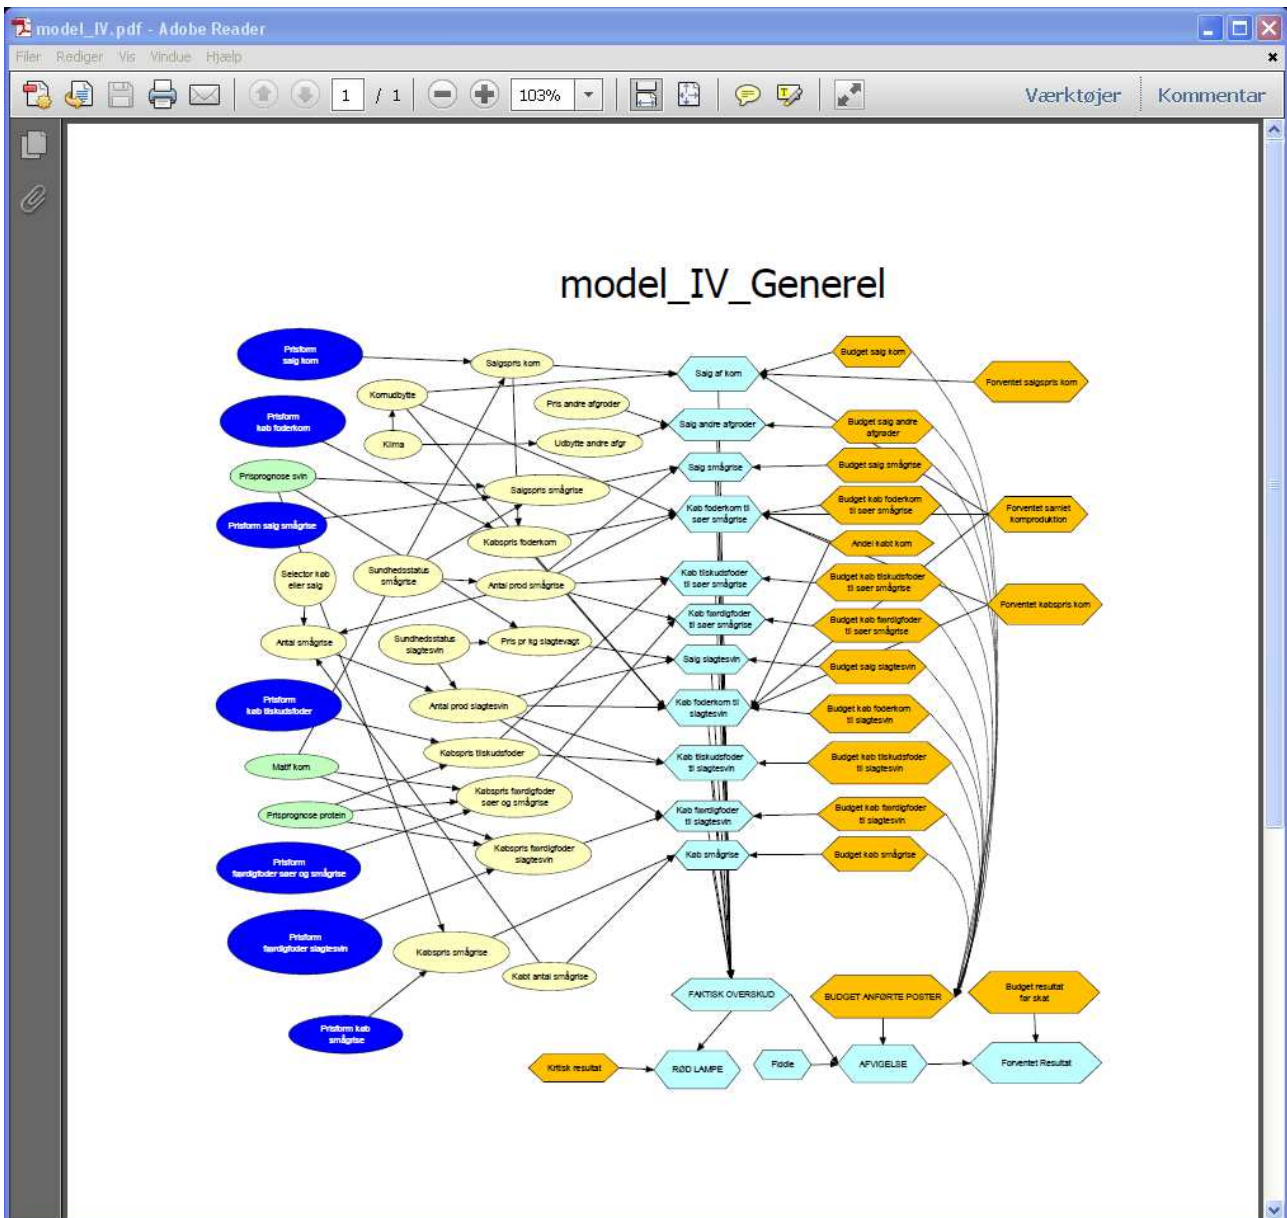 model_IV.pdf - Adobe Reader
Filer Rediger Vis Vindue Hjælp
1 / 1 103% Værktøjer Kommentar
model_IV_Generel
Prisform
salg korn
Salgspris korn
Salg af korn
Budget salg korn
Forventet salgspris korn
Kornudbytte
Pris andre afgrøder
Prisform
køb foderkorn
Klima
Udbytte andre afgr
Salg andre afgrøder
Budget salg andre
afgrøder
Prisprognose svin
Salgspris smågrise
Salg smågrise
Budget salg smågrise
Prisform salg smågrise
Køb foderkorn til
søer smågrise
Budget køb foderkorn
til søer smågrise
Forventet samlet
kornproduktion
Købspris foderkorn
Andel købt korn
Selector køb
eller salg
Sundhedsstatus
smågrise
Antal prod smågrise
Køb tilskudsfoder
til søer smågrise
Budget køb tilskudsfoder
til søer smågrise
Forventet købspris korn
Køb færdigfoder
til søer smågrise
Budget køb færdigfoder
til søer smågrise
Antal smågrise
Sundhedsstatus
slagtesvin
Pris pr kg slagtevægt
Salg slagtesvin
Budget salg slagtesvin
Prisform
køb tilskudsfoder
Antal prod slagtesvin
Køb foderkorn til
slagtesvin
Budget køb foderkorn
til slagtesvin
Købspris tilskudsfoder
Køb tilskudsfoder til
slagtesvin
Budget køb tilskudsfoder
til slagtesvin
Matif korn
Købspris færdigfoder
søer og smågrise
Prisprognose protein
Køb færdigfoder
til slagtesvin
Budget køb færdigfoder
til slagtesvin
Købspris færdigfoder
slagtesvin
Køb smågrise
Budget køb smågrise
Prisform
færdigfoder søer og smågrise
Prisform
færdigfoder slagtesvin
Købspris smågrise
Købt antal smågrise
Prisform køb
smågrise
FAKTISK OVERSKUD
BUDGET ANFØRTE POSTER
Budget resultat
før skat
Kritisk resultat
RØD LAMPE
Fidde
AFVIGELSE
Forventet Resultat